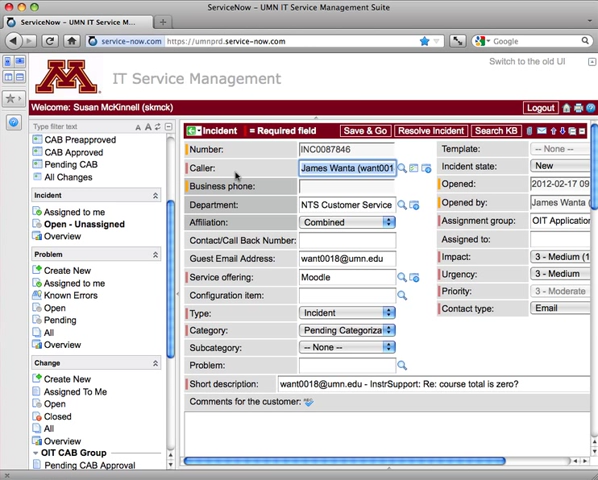 ServiceNow – UMN IT Service Management Suite
ServiceNow – UMN IT Service M...
service-now.com
https://umnprd.service-now.com
Google
Switch to the old UI
M
IT Service Management
Welcome: Susan McKinnell (skmck)
Logout
Type filter text
A A
CAB Preapproved
CAB Approved
Pending CAB
All Changes
Incident
Assigned to me
Open - Unassigned
Overview
Problem
Create New
Assigned to me
Known Errors
Open
Pending
All
Overview
Change
Create New
Assigned To Me
Open
Closed
All
Overview
OIT CAB Group
Pending CAB Approval
Incident
= Required field
Save & Go
Resolve Incident
Search KB
Number:
INC0087846
Caller:
James Wanta (want001
Business phone:
Department:
NTS Customer Service
Affiliation:
Combined
Contact/Call Back Number:
Guest Email Address:
want0018@umn.edu
Service offering:
Moodle
Configuration item:
Type:
Incident
Category:
Pending Categoriza
Subcategory:
-- None --
Problem:
Short description:
want0018@umn.edu - InstrSupport: Re: course total is zero?
Comments for the customer:
Template:
-- None --
Incident state:
New
Opened:
2012-02-17 09
Opened by:
James Wanta (
Assignment group:
OIT Application
Assigned to:
Impact:
3 - Medium (1
Urgency:
3 - Medium
Priority:
3 - Moderate
Contact type:
Email